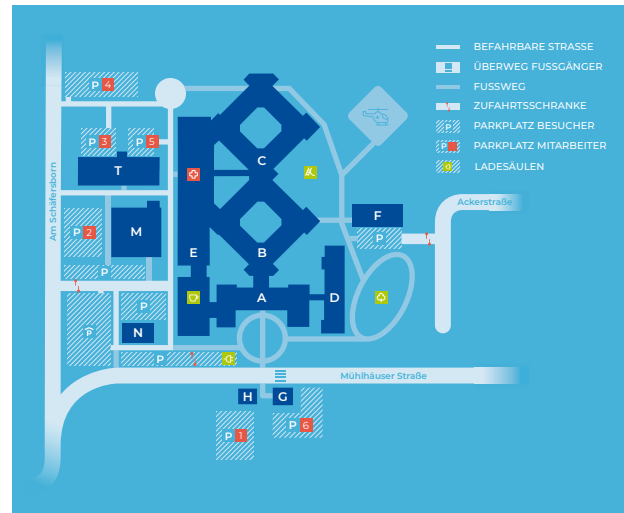 BEFAHRBARE STRASSE
ÜBERWEG FUSSGÄNGER
FUSSWEG
ZUFAHRTSSCHRANKE
P PARKPLATZ BESUCHER
P PARKPLATZ MITARBEITER
LADESÄULEN
P 4
P 3
P 5
T
C
Am Schäfersborn
Ackerstraße
P 2
M
F
P
E
B
P
A
D
P
P
N
P
Mühlhäuser Straße
H
G
P 1
P 6